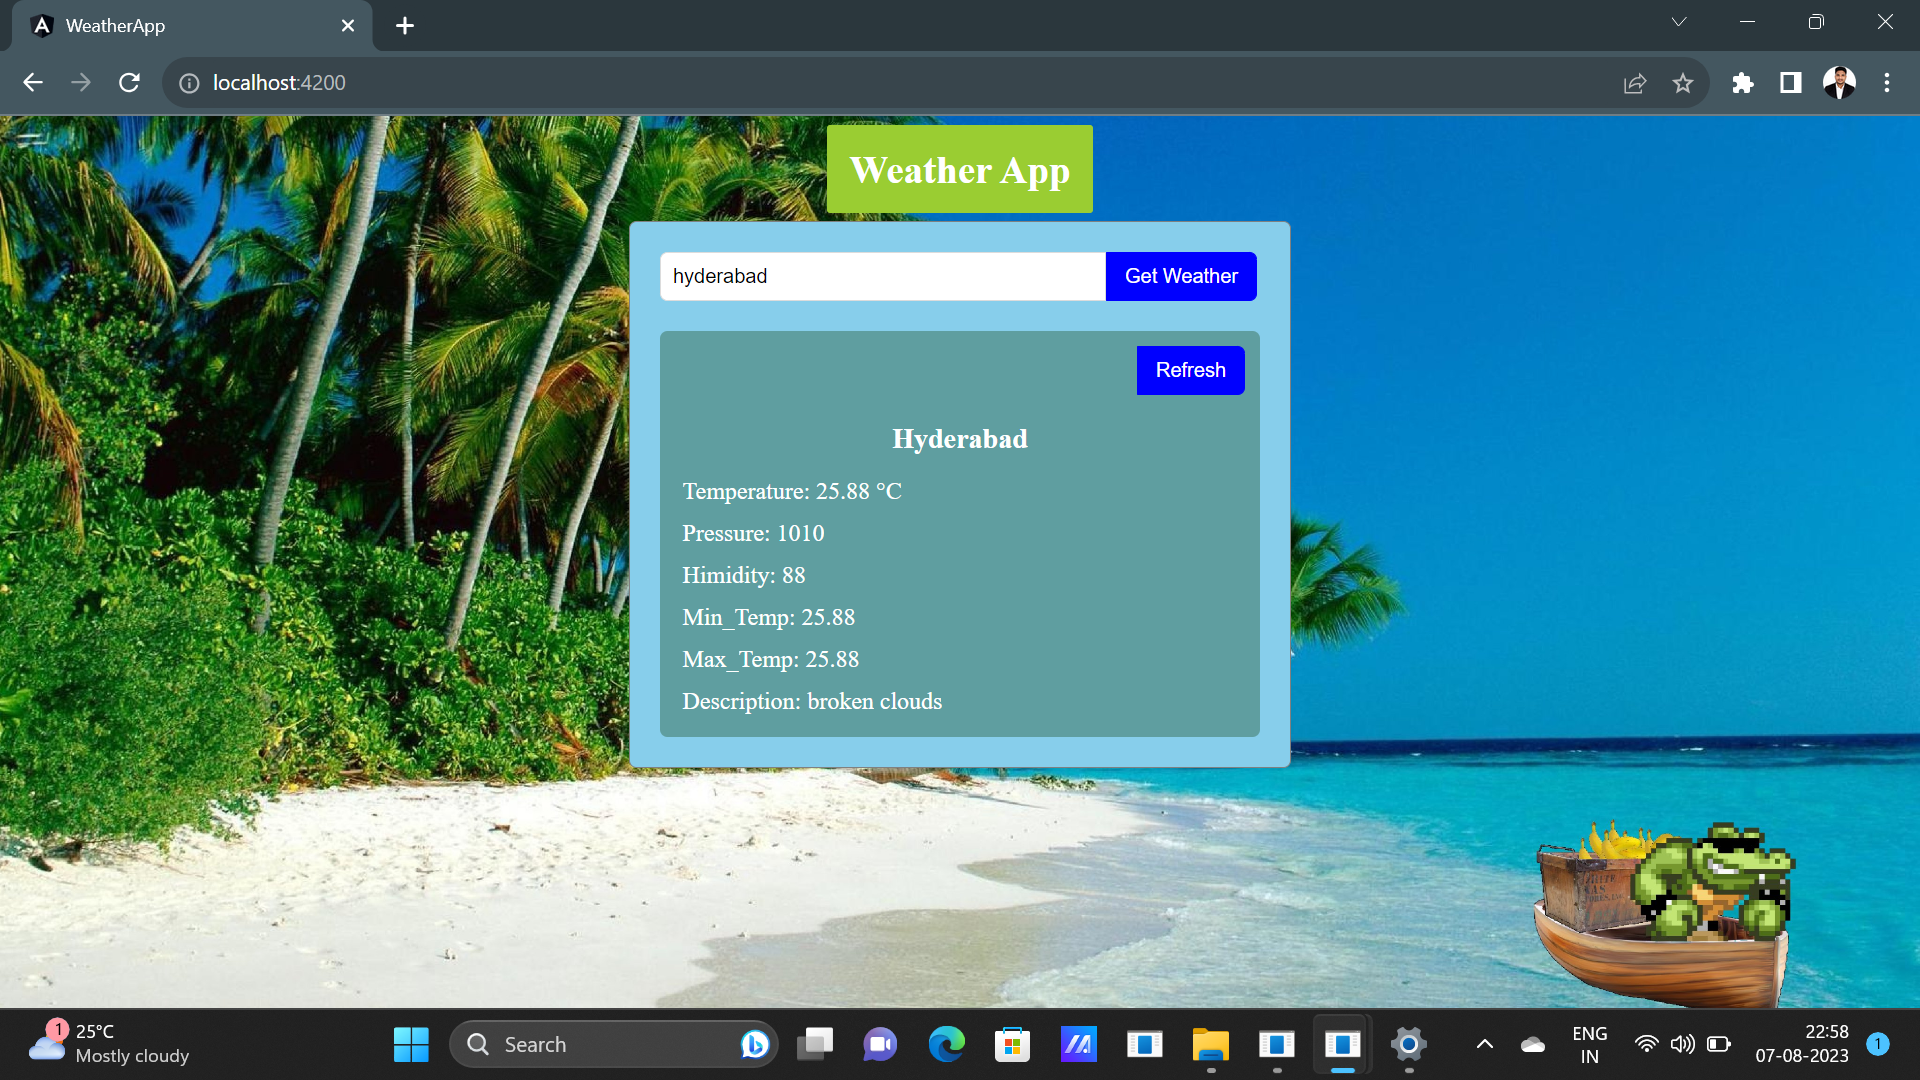 WeatherApp
localhost:4200
Weather App
hyderabad
Get Weather
Refresh
Hyderabad
Temperature: 25.88 °C
Pressure: 1010
Himidity: 88
Min_Temp: 25.88
Max_Temp: 25.88
Description: broken clouds
1
25°C
Mostly cloudy
Search
ENG
IN
22:58
07-08-2023
1